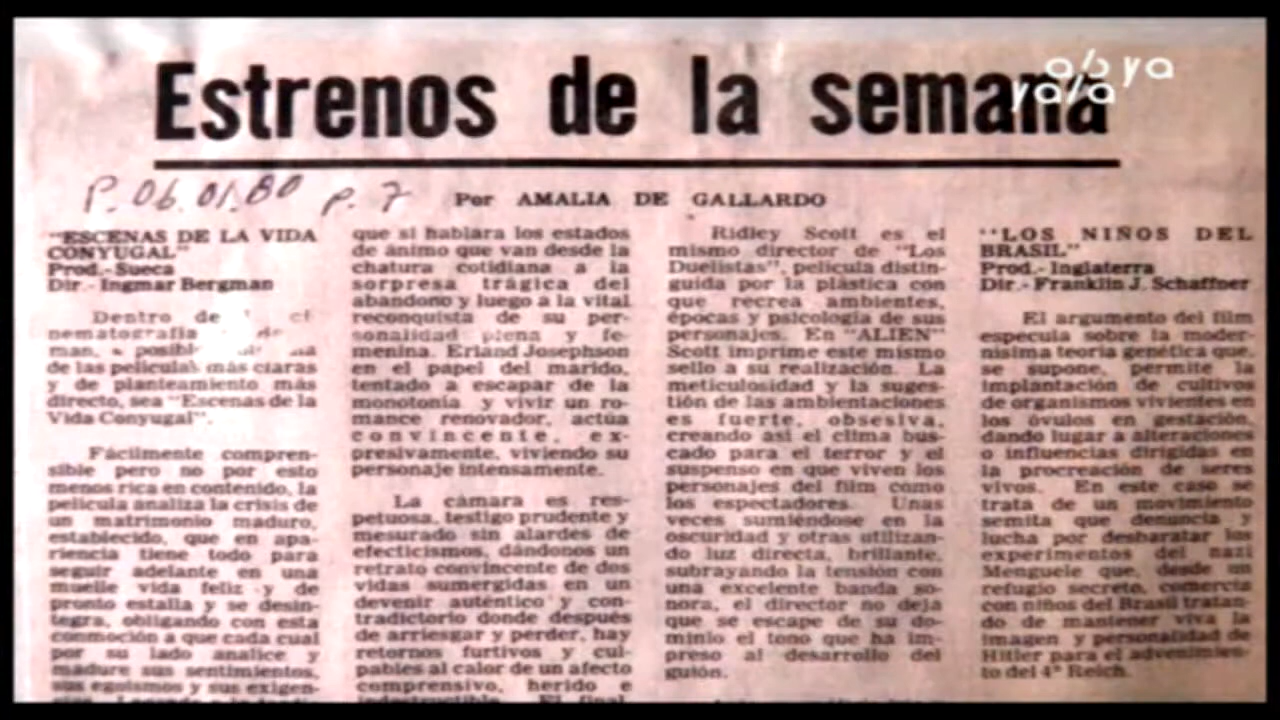 Estrenos de la semana
abya
yala
P. 06.01.80 P. 7
Por AMALIA DE GALLARDO
"ESCENAS DE LA VIDA
CONYUGAL"
Prod.- Sueca
Dir.- Ingmar Bergman
Dentro de
nematografia
man, posibl
de las películas más claras
y de planteamiento más
directo, sea "Escenas de la
Vida Conyugal".
Fácilmente compren-
sible pero no por esto
menos rica en contenido, la
película analiza la crisis de
un matrimonio maduro,
establecido, que en apa-
riencia tiene todo para
seguir adelante en una
muelle vida feliz y de
pronto estalla y se desin-
tegra, obligando con esta
conmoción a que cada cual
por su lado analice y
madure sus sentimientos,
sus egoismos y sus exigen-
que si hablara los estados
de ánimo que van desde la
chatura cotidiana a la
sorpresa trágica del
abandono y luego a la vital
reconquista de su per-
sonalidad plena y fe-
menina. Erland Josephson
en el papel del marido,
tentado a escapar de la
monotonía y vivir un ro-
mance renovador, actúa
convincente, ex-
presivamente, viviendo su
personaje intensamente.
La cámara es res-
petuosa, testigo prudente y
mesurado sin alardes de
efecticismos, dándonos un
retrato convincente de dos
vidas sumergidas en un
devenir auténtico y con-
tradictorio donde después
de arriesgar y perder, hay
retornos furtivos y cul-
pables al calor de un afecto
comprensivo, herido e
indestructible. El final,
Ridley Scott es el
mismo director de "Los
Duelistas", película distin-
guida por la plástica con
que recrea ambientes,
épocas y psicología de sus
personajes. En "ALIEN"
Scott imprime este mismo
sello a su realización. La
meticulosidad y la suges-
tión de las ambientaciones
es fuerte, obsesiva,
creando así el clima bus-
cado para el terror y el
suspenso en que viven los
personajes del film como
los espectadores. Unas
veces sumiéndose en la
oscuridad y otras utilizan-
do luz directa, brillante,
subrayando la tensión con
una excelente banda so-
nora, el director no deja
que se escape de su do-
minio el tono que ha im-
preso al desarrollo del
guión.
"LOS NIÑOS DEL
BRASIL"
Prod.- Inglaterra
Dir.- Franklin J. Schaffner
El argumento del film
especula sobre la moder-
nísima teoría genética que,
se supone, permite la
implantación de cultivos
de organismos vivientes en
los óvulos en gestación,
dando lugar a alteraciones
o influencias dirigidas en
la procreación de seres
vivos. En este caso se
trata de un movimiento
semita que denuncia y
lucha por desbaratar los
experimentos del nazi
Menguele que, desde un
refugio secreto, comercia
con niños del Brasil tratan-
do de mantener viva la
imagen y personalidad de
Hitler para el advenimien-
to del 4° Reich.